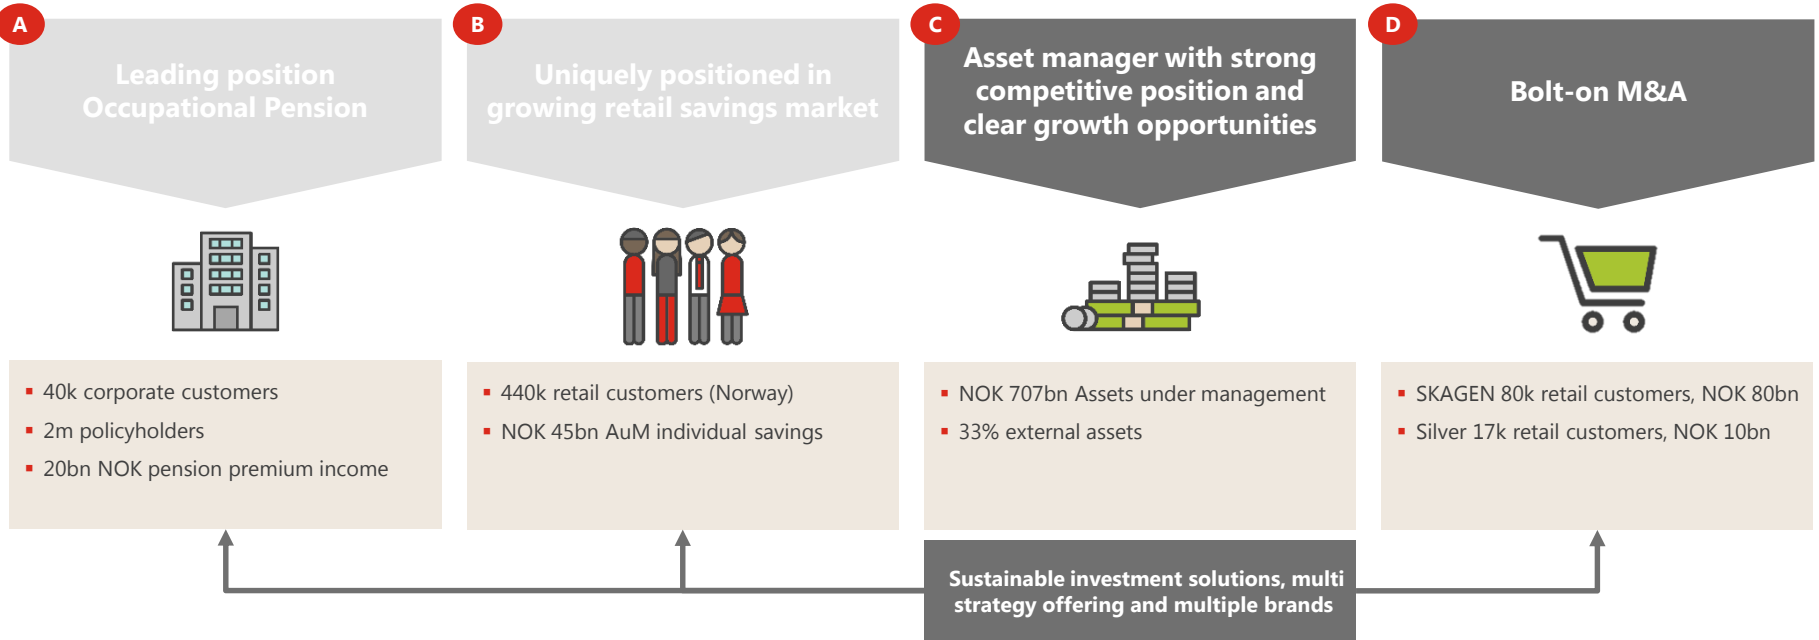 A
Leading position
Occupational Pension
40k corporate customers
2m policyholders
20bn NOK pension premium income
B
Uniquely positioned in
growing retail savings market
440k retail customers (Norway)
NOK 45bn AuM individual savings
C
Asset manager with strong
competitive position and
clear growth opportunities
NOK 707bn Assets under management
33% external assets
D
Bolt-on M&A
SKAGEN 80k retail customers, NOK 80bn
Silver 17k retail customers, NOK 10bn
Sustainable investment solutions, multi
strategy offering and multiple brands